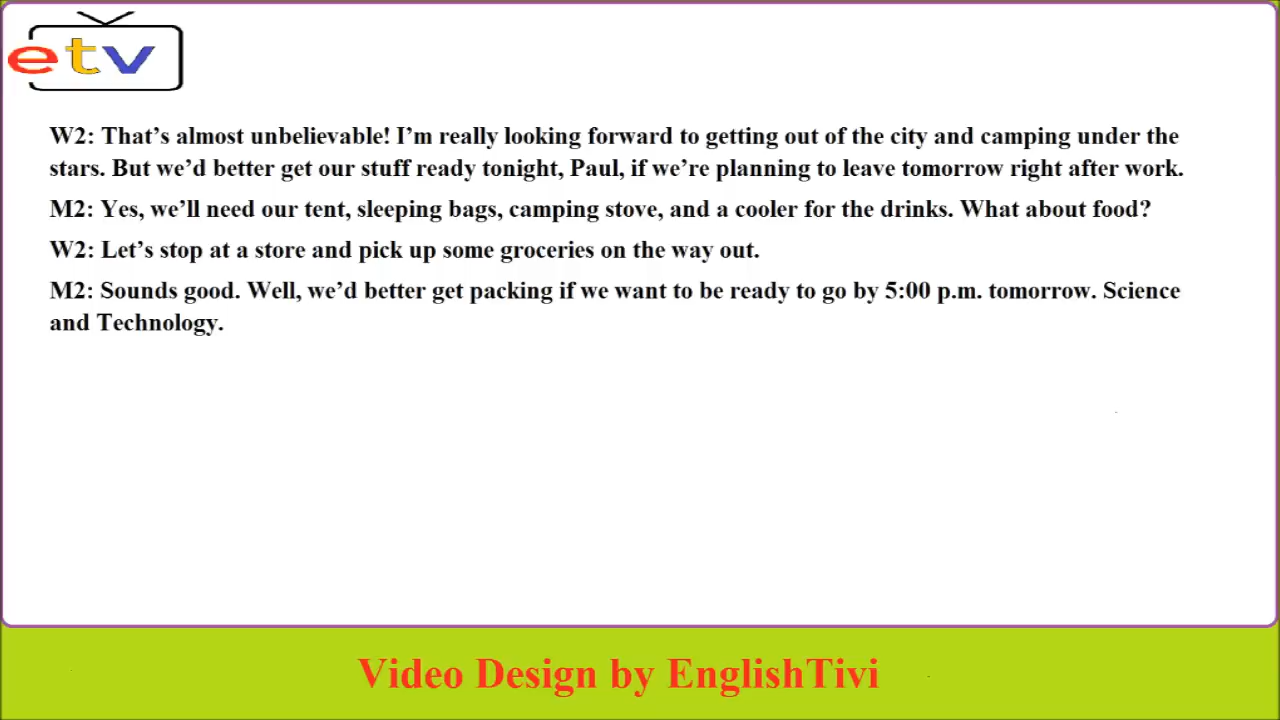 etv
W2: That’s almost unbelievable! I’m really looking forward to getting out of the city and camping under the
stars. But we’d better get our stuff ready tonight, Paul, if we’re planning to leave tomorrow right after work.
M2: Yes, we’ll need our tent, sleeping bags, camping stove, and a cooler for the drinks. What about food?
W2: Let’s stop at a store and pick up some groceries on the way out.
M2: Sounds good. Well, we’d better get packing if we want to be ready to go by 5:00 p.m. tomorrow. Science
and Technology.
Video Design by EnglishTivi